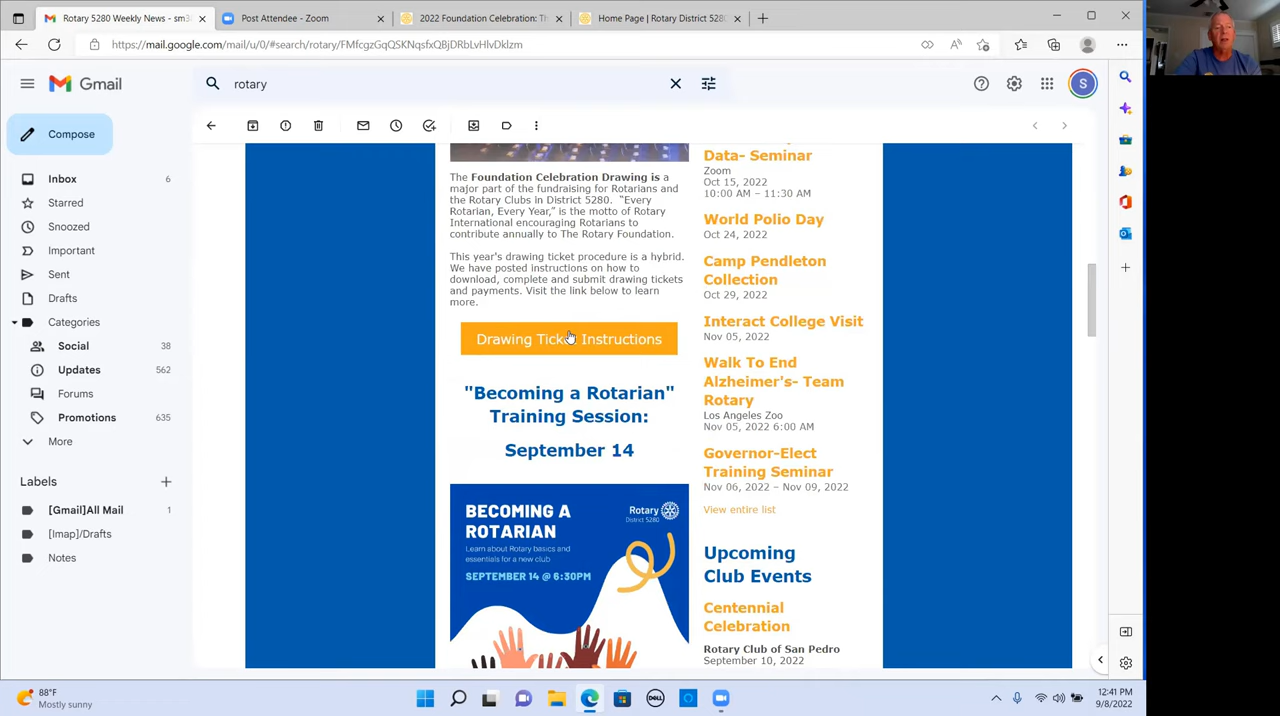 Rotary 5280 Weekly News - sm3
Post Attendee - Zoom
2022 Foundation Celebration: Th
Home Page | Rotary District 5280
https://mail.google.com/mail/u/0/#search/rotary/FMfcgzGqQSKNqsfxQBjDRbLvHlvDklzm
Gmail
rotary
S
Compose
Inbox 6
Starred
Snoozed
Important
Sent
Drafts
Categories
Social 38
Updates 562
Forums
Promotions 635
More
Labels
[Gmail]All Mail 1
[Imap]/Drafts
Notes
The Foundation Celebration Drawing is a
major part of the fundraising for Rotarians and
the Rotary Clubs in District 5280. “Every
Rotarian, Every Year,” is the motto of Rotary
International encouraging Rotarians to
contribute annually to The Rotary Foundation.
This year's drawing ticket procedure is a hybrid.
We have posted instructions on how to
download, complete and submit drawing tickets
and payments. Visit the link below to learn
more.
Drawing Ticket Instructions
"Becoming a Rotarian"
Training Session:
September 14
BECOMING A
ROTARIAN
Rotary
District 5280
Learn about Rotary basics and
essentials for a new club
SEPTEMBER 14 @ 6:30PM
Data- Seminar
Zoom
Oct 15, 2022
10:00 AM – 11:30 AM
World Polio Day
Oct 24, 2022
Camp Pendleton
Collection
Oct 29, 2022
Interact College Visit
Nov 05, 2022
Walk To End
Alzheimer's- Team
Rotary
Los Angeles Zoo
Nov 05, 2022 6:00 AM
Governor-Elect
Training Seminar
Nov 06, 2022 – Nov 09, 2022
View entire list
Upcoming
Club Events
Centennial
Celebration
Rotary Club of San Pedro
September 10, 2022
88°F
Mostly sunny
DELL
12:41 PM
9/8/2022